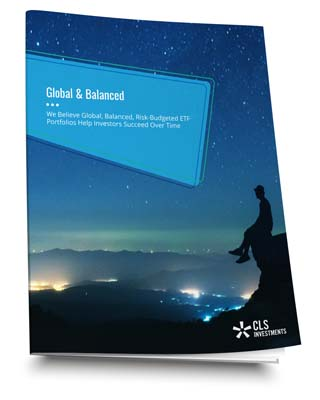 Global & Balanced
We Believe Global, Balanced, Risk-Budgeted ETF
Portfolios Help Investors Succeed Over Time
CLS
INVESTMENTS